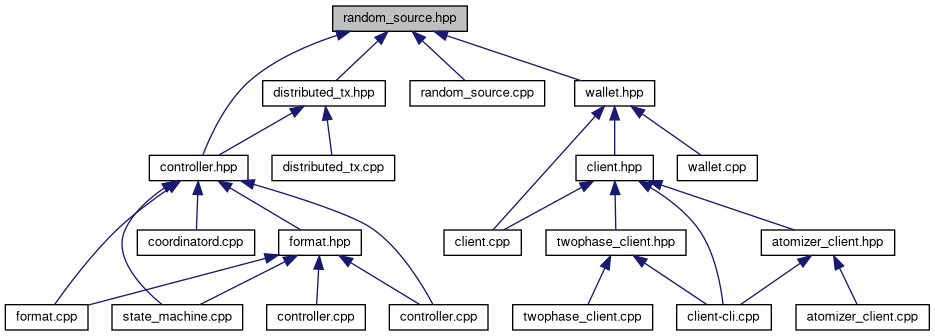 random_source.hpp
distributed_tx.hpp
random_source.cpp
wallet.hpp
controller.hpp
distributed_tx.cpp
client.hpp
wallet.cpp
coordinatord.cpp
format.hpp
client.cpp
twophase_client.hpp
atomizer_client.hpp
format.cpp
state_machine.cpp
controller.cpp
controller.cpp
twophase_client.cpp
client-cli.cpp
atomizer_client.cpp